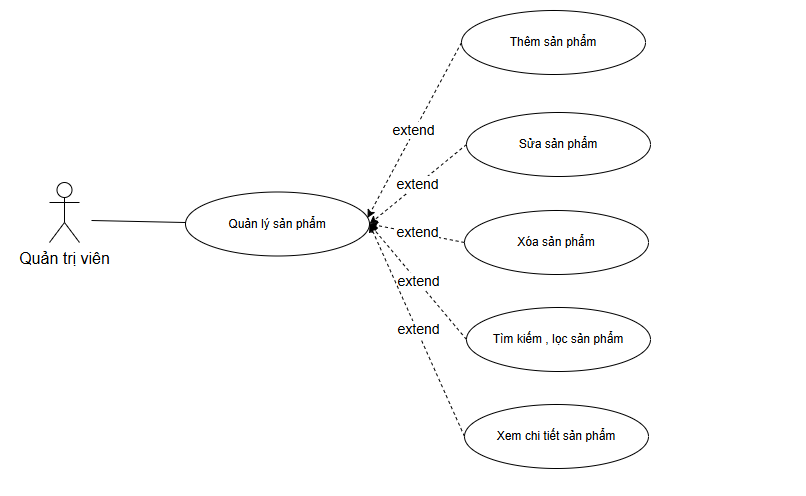 Thêm sản phẩm
extend
Sửa sản phẩm
extend
Quản lý sản phẩm
extend
Xóa sản phẩm
Quản trị viên
extend
Tìm kiếm , lọc sản phẩm
extend
Xem chi tiết sản phẩm